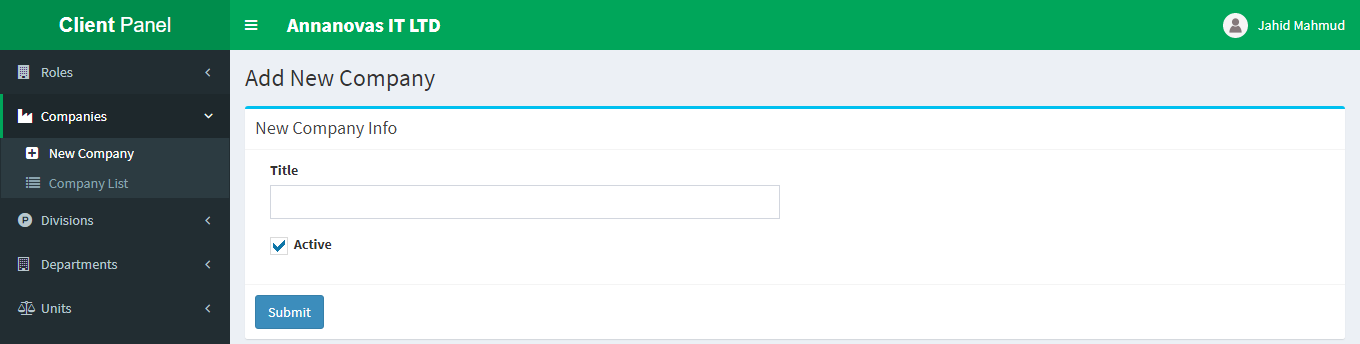 Client Panel
Annanovas IT LTD
Jahid Mahmud
Roles
Companies
New Company
Company List
Divisions
Departments
Units
Add New Company
New Company Info
Title
Active
Submit